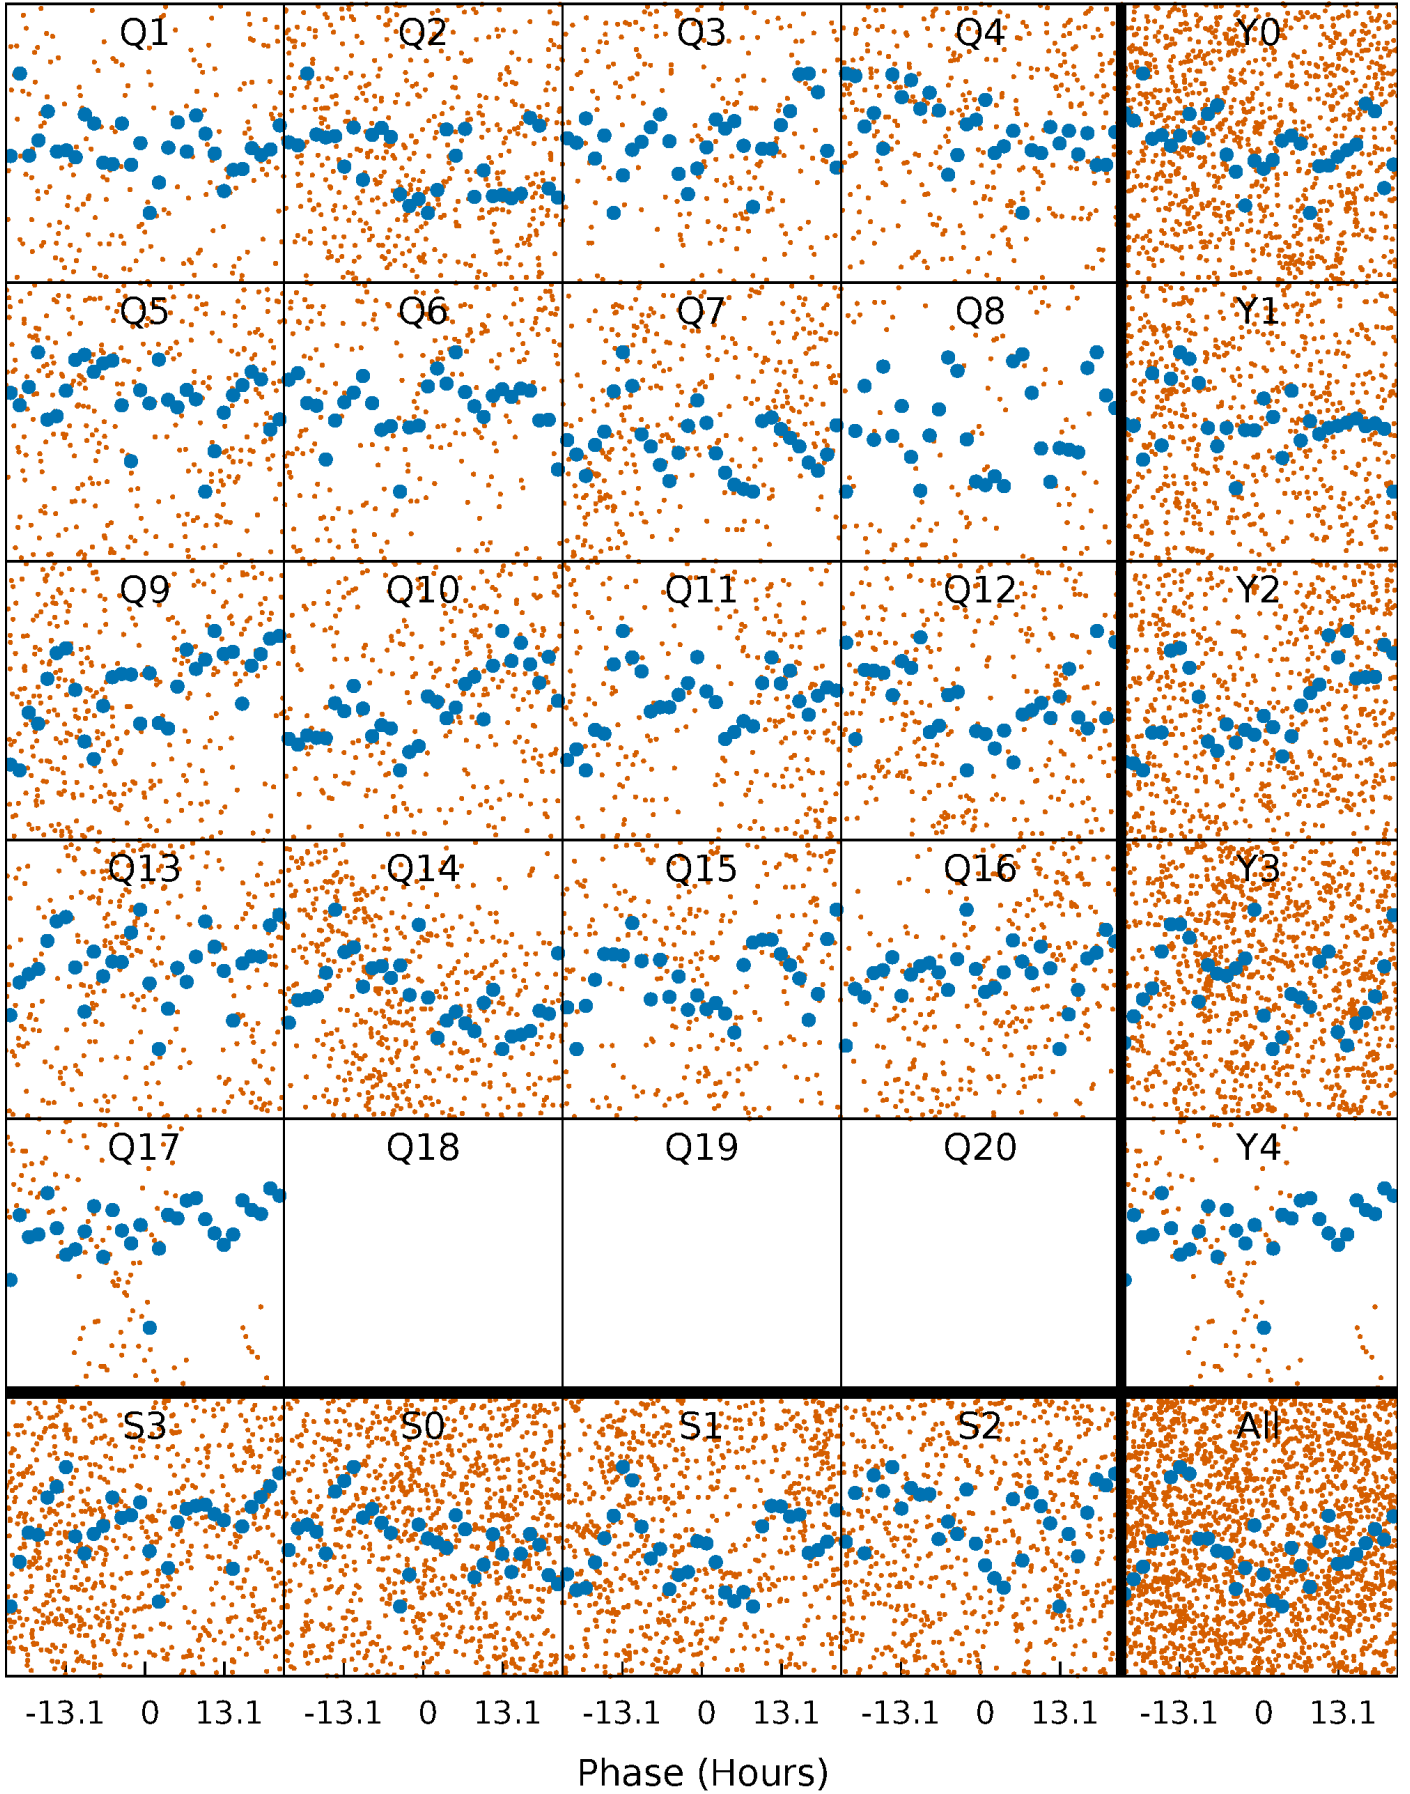 Q1 Q2 Q3 Q4 Y0
Q5 Q6 Q7 Q8 Y1
Q9 Q10 Q11 Q12 Y2
Q13 Q14 Q15 Q16 Y3
Q17 Q18 Q19 Q20 Y4
S3 S0 S1 S2 All
-13.1 0 13.1 -13.1 0 13.1 -13.1 0 13.1 -13.1 0 13.1 -13.1 0 13.1
Phase (Hours)